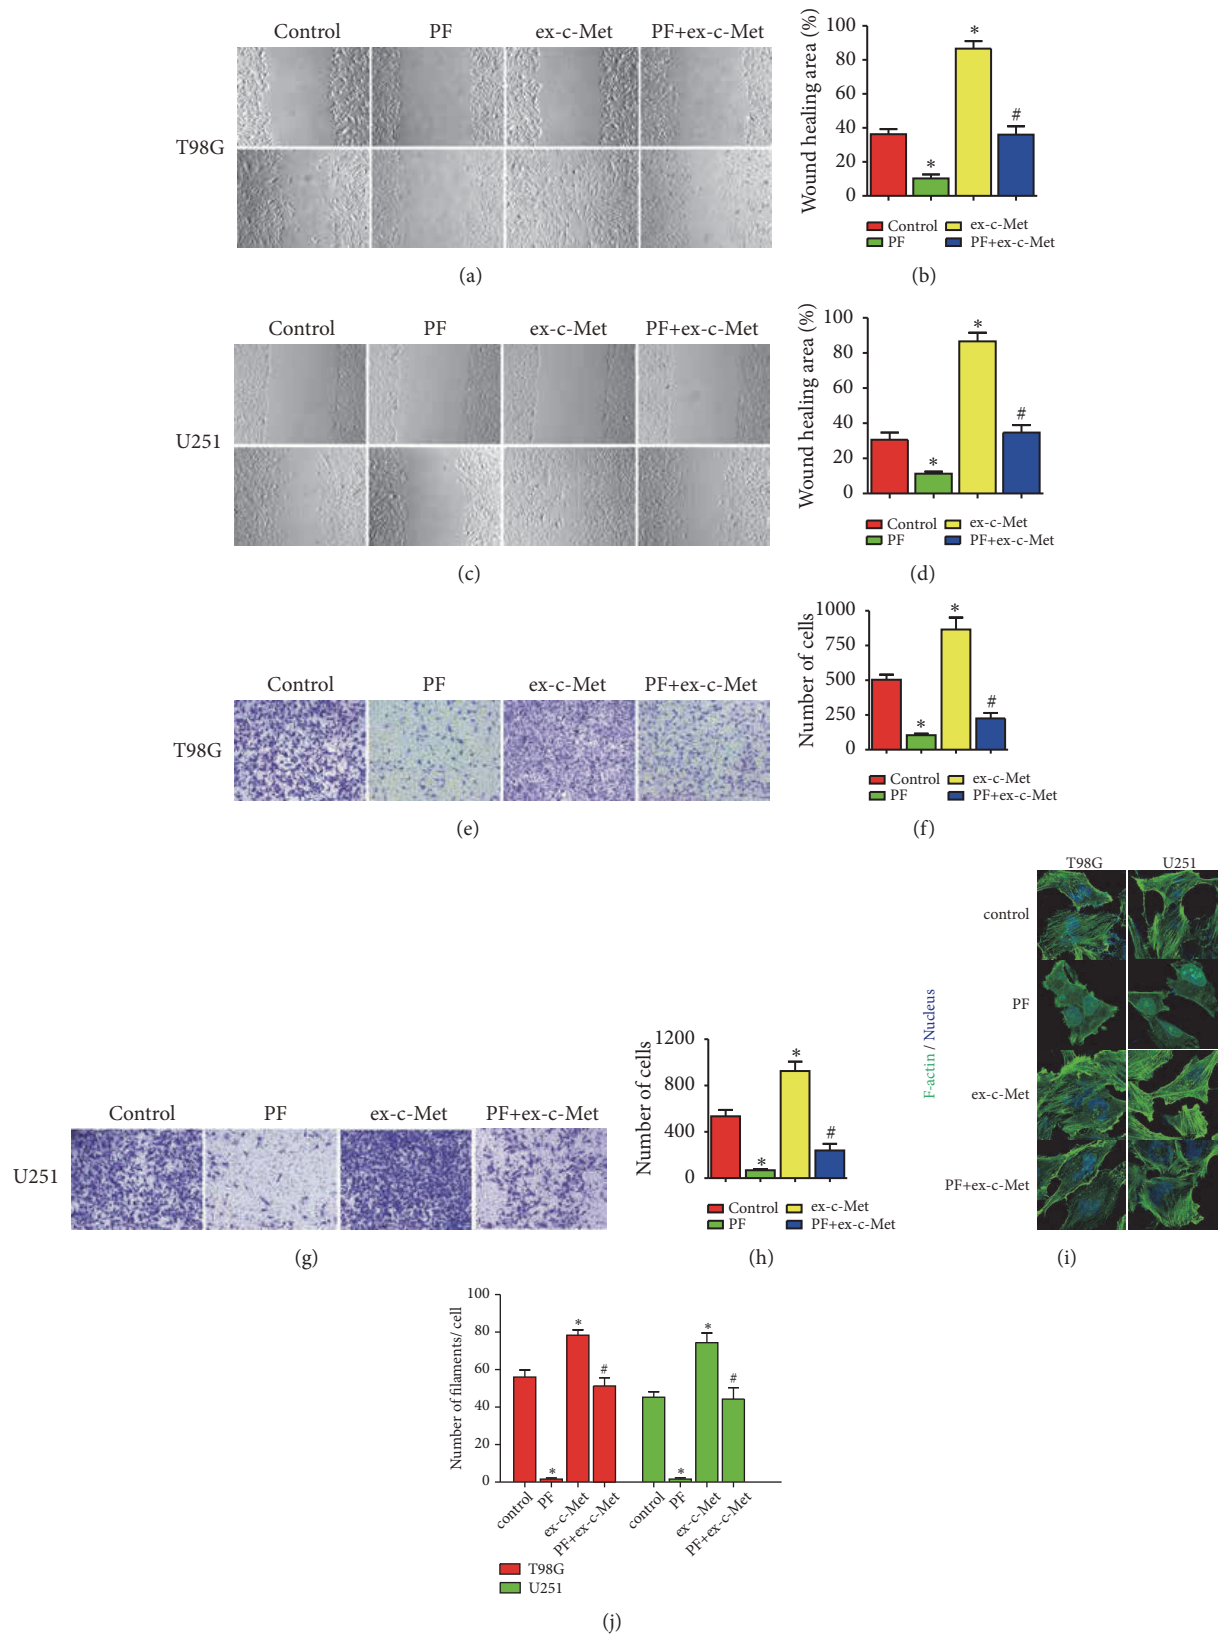 Control PF ex-c-Met PF+ex-c-Met
T98G
(a)
Wound healing area (%)
100
80
60
40
20
0
*
*
#
Control ex-c-Met
PF PF+ex-c-Met
(b)
Control PF ex-c-Met PF+ex-c-Met
U251
(c)
Wound healing area (%)
100
80
60
40
20
0
*
*
#
Control ex-c-Met
PF PF+ex-c-Met
(d)
Control PF ex-c-Met PF+ex-c-Met
T98G
(e)
Number of cells
1000
750
500
250
0
*
*
#
Control ex-c-Met
PF PF+ex-c-Met
(f)
Control PF ex-c-Met PF+ex-c-Met
U251
(g)
Number of cells
1200
800
400
0
*
*
#
Control ex-c-Met
PF PF+ex-c-Met
(h)
T98G U251
F-actin / Nucleus
control
PF
ex-c-Met
PF+ex-c-Met
(i)
Number of filaments/ cell
100
80
60
40
20
0
* * # * * #
control PF ex-c-Met PF+ex-c-Met control PF ex-c-Met PF+ex-c-Met
T98G
U251
(j)